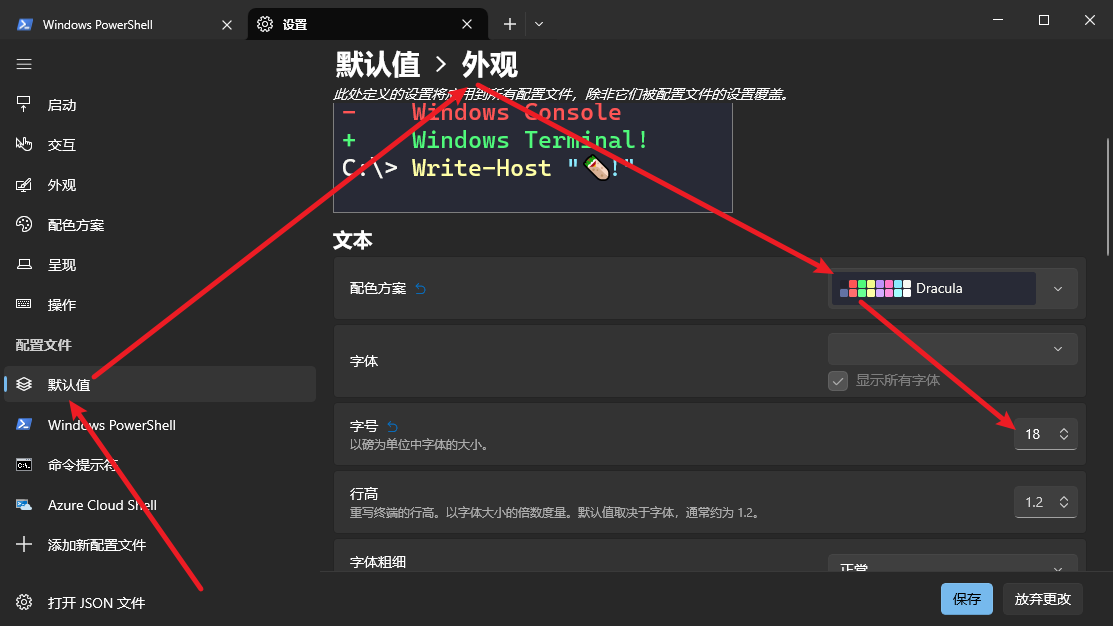 Windows PowerShell
设置
启动
交互
外观
配色方案
呈现
操作
配置文件
默认值
Windows PowerShell
命令提示符
Azure Cloud Shell
添加新配置文件
打开 JSON 文件
默认值 > 外观
此处定义的设置将应用到所有配置文件，除非它们被配置文件的设置覆盖。
- Windows Console
+ Windows Terminal!
C:\> Write-Host "🌯!"
文本
配色方案
Dracula
字体
显示所有字体
字号
以磅为单位中字体的大小。
18
行高
重写终端的行高。以字体大小的倍数度量。默认值取决于字体，通常约为 1.2。
1.2
字体粗细
正常
保存
放弃更改